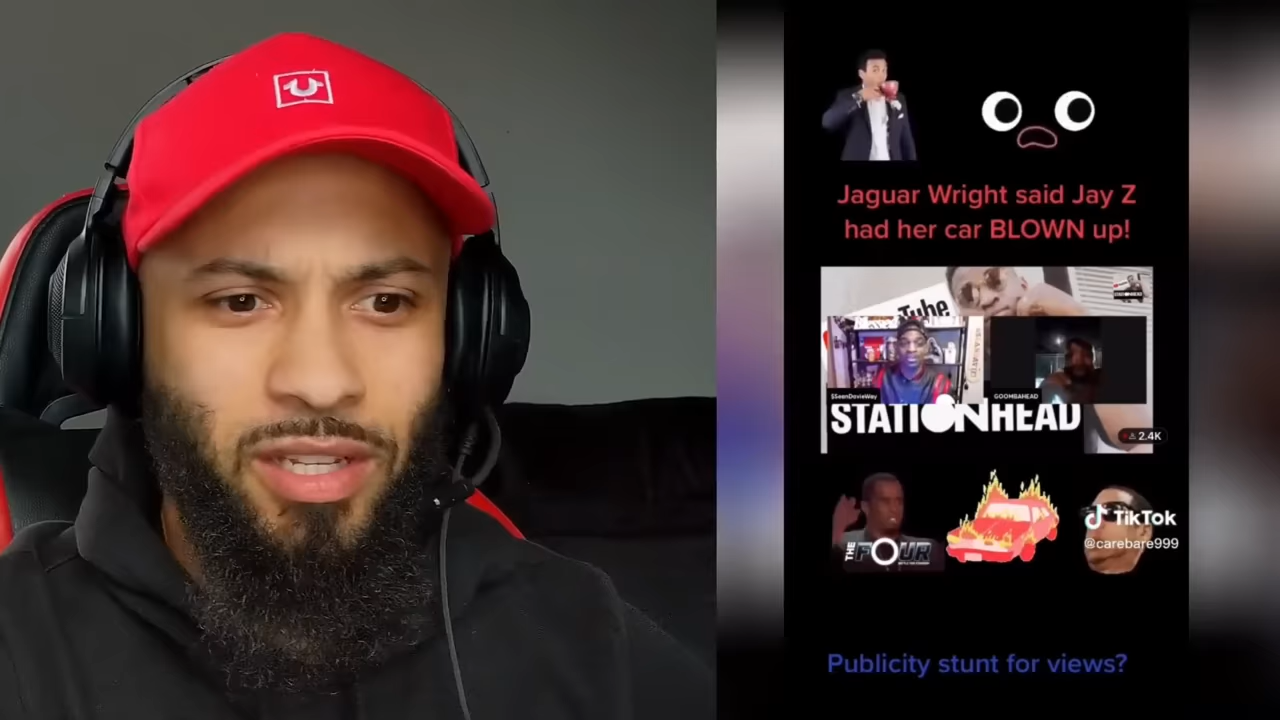 Jaguar Wright said Jay Z
had her car BLOWN up!
Tube
$SeanDavieWay
GOOMBAHEAD
STATIONHEAD
2.4K
THE FOUR
TikTok
@carebare999
Publicity stunt for views?